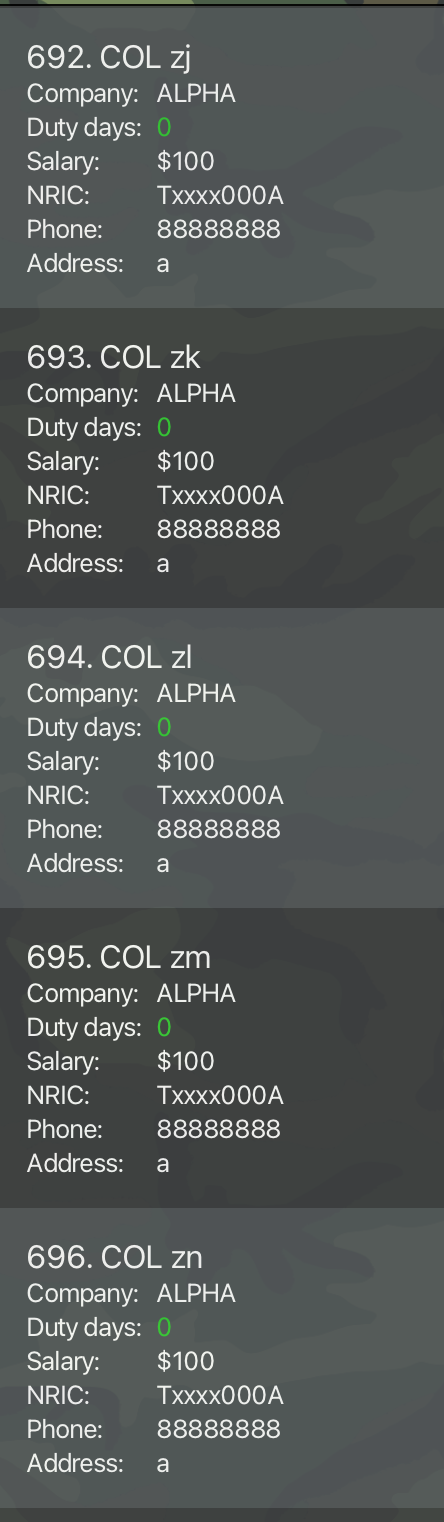 692. COL zj
Company: ALPHA
Duty days: 0
Salary: $100
NRIC: Txxxx000A
Phone: 88888888
Address: a
693. COL zk
Company: ALPHA
Duty days: 0
Salary: $100
NRIC: Txxxx000A
Phone: 88888888
Address: a
694. COL zl
Company: ALPHA
Duty days: 0
Salary: $100
NRIC: Txxxx000A
Phone: 88888888
Address: a
695. COL zm
Company: ALPHA
Duty days: 0
Salary: $100
NRIC: Txxxx000A
Phone: 88888888
Address: a
696. COL zn
Company: ALPHA
Duty days: 0
Salary: $100
NRIC: Txxxx000A
Phone: 88888888
Address: a